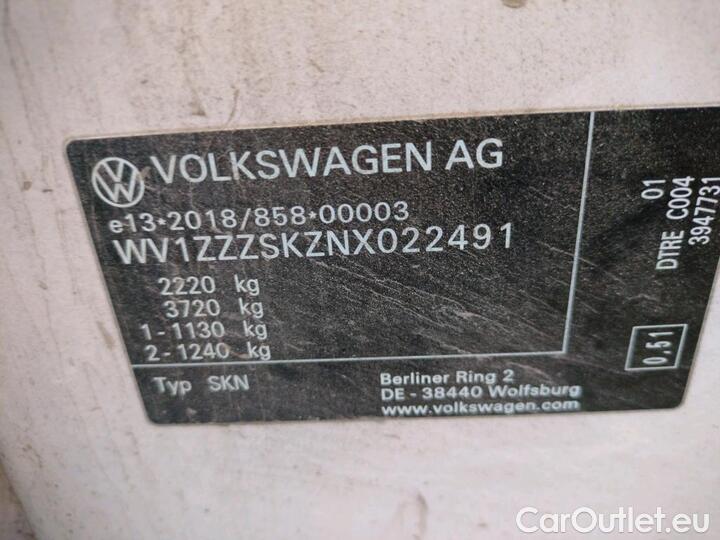 VOLKSWAGEN AG
e13*2018/858*00003
WV1ZZZSKZNX022491
2220 kg
3720 kg
1 - 1130 kg
2 - 1240 kg
Typ SKN
Berliner Ring 2
DE - 38440 Wolfsburg
www.volkswagen.com
01
DTRE C004
3947731
0,51
CarOutlet.eu